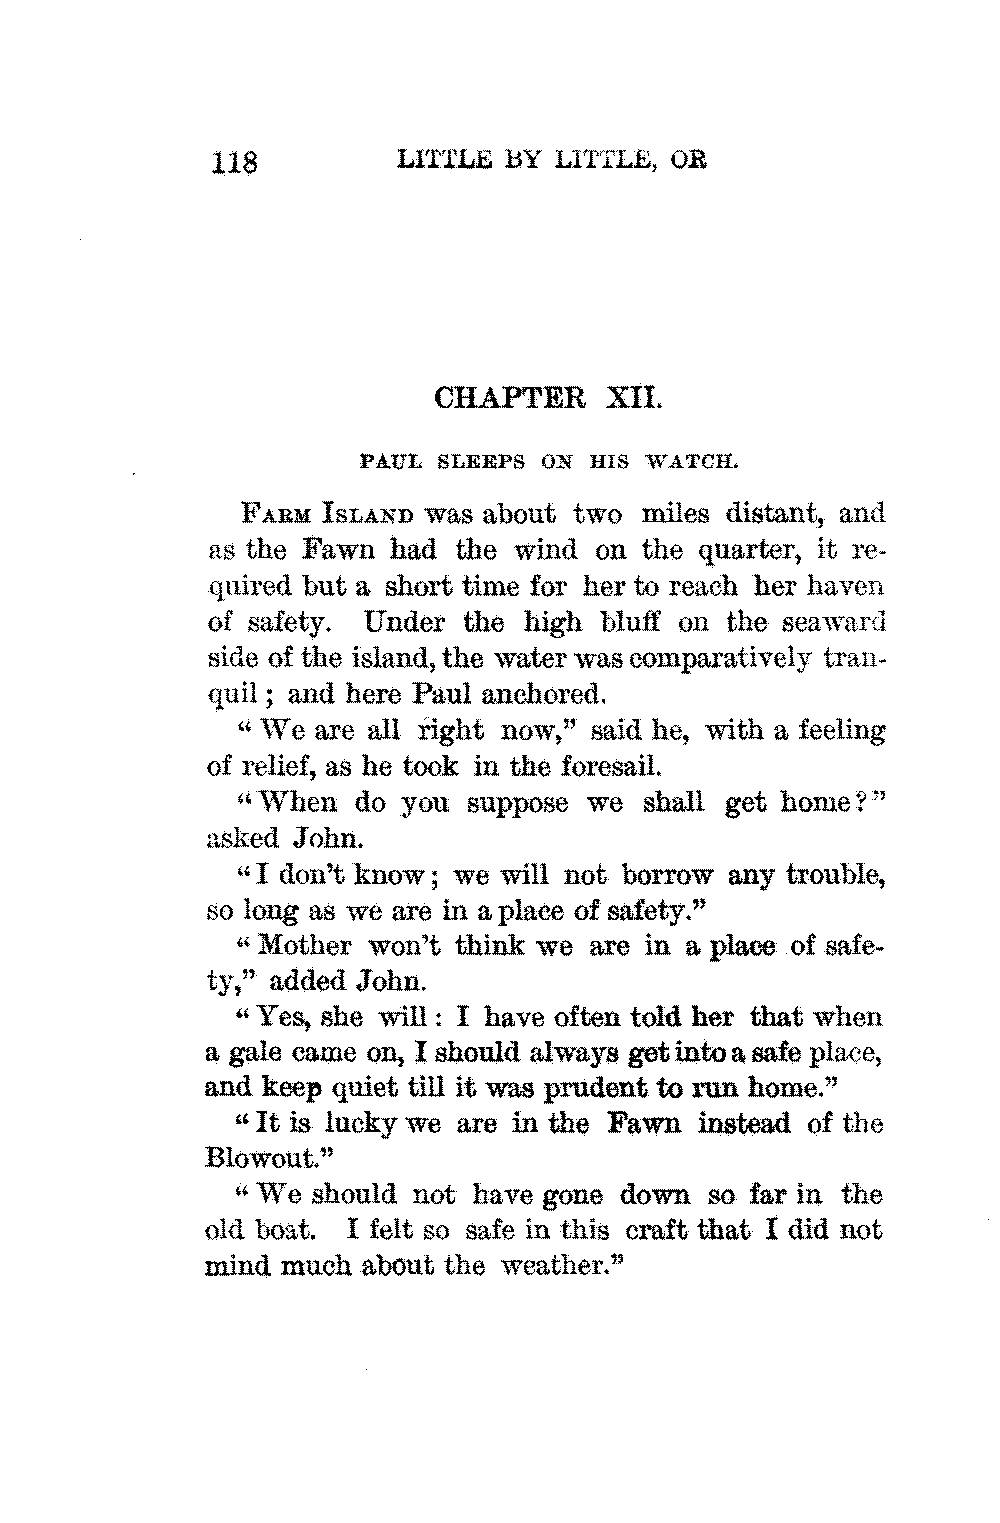 118 LITTLE BY LITTLE, OR
CHAPTER XII.
PAUL SLEEPS ON HIS WATCH.
FARM ISLAND was about two miles distant, and
as the Fawn had the wind on the quarter, it re-
quired but a short time for her to reach her haven
of safety. Under the high bluff on the seaward
side of the island, the water was comparatively tran-
quil; and here Paul anchored.
"We are all right now," said he, with a feeling
of relief, as he took in the foresail.
"When do you suppose we shall get home?"
asked John.
"I don't know; we will not borrow any trouble,
so long as we are in a place of safety."
"Mother won't think we are in a place of safe-
ty," added John.
"Yes, she will: I have often told her that when
a gale came on, I should always get into a safe place,
and keep quiet till it was prudent to run home."
"It is lucky we are in the Fawn instead of the
Blowout."
"We should not have gone down so far in the
old boat. I felt so safe in this craft that I did not
mind much about the weather."